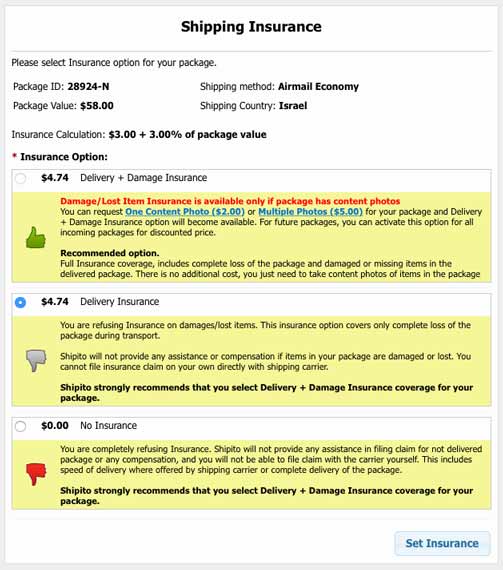 Shipping Insurance
Please select Insurance option for your package.
Package ID: 28924-N Shipping method: Airmail Economy
Package Value: $58.00 Shipping Country: Israel
Insurance Calculation: $3.00 + 3.00% of package value
* Insurance Option:
$4.74 Delivery + Damage Insurance
Damage/Lost Item Insurance is available only if package has content photos
You can request One Content Photo ($2.00) or Multiple Photos ($5.00) for your package and Delivery
+ Damage Insurance option will become available. For future packages, you can activate this option for all
incoming packages for discounted price.
Recommended option.
Full Insurance coverage, includes complete loss of the package and damaged or missing items in the
delivered package. There is no additional cost, you just need to take content photos of items in the package
$4.74 Delivery Insurance
You are refusing Insurance on damages/lost items. This insurance option covers only complete loss of the
package during transport.
Shipito will not provide any assistance or compensation if items in your package are damaged or lost. You
cannot file insurance claim on your own directly with shipping carrier.
Shipito strongly recommends that you select Delivery + Damage Insurance coverage for your
package.
$0.00 No Insurance
You are completely refusing Insurance. Shipito will not provide any assistance in filing claim for not delivered
package or any compensation, and you will not be able to file claim with the carrier yourself. This includes
speed of delivery where offered by shipping carrier or complete delivery of the package.
Shipito strongly recommends that you select Delivery + Damage Insurance coverage for your
package.
Set Insurance